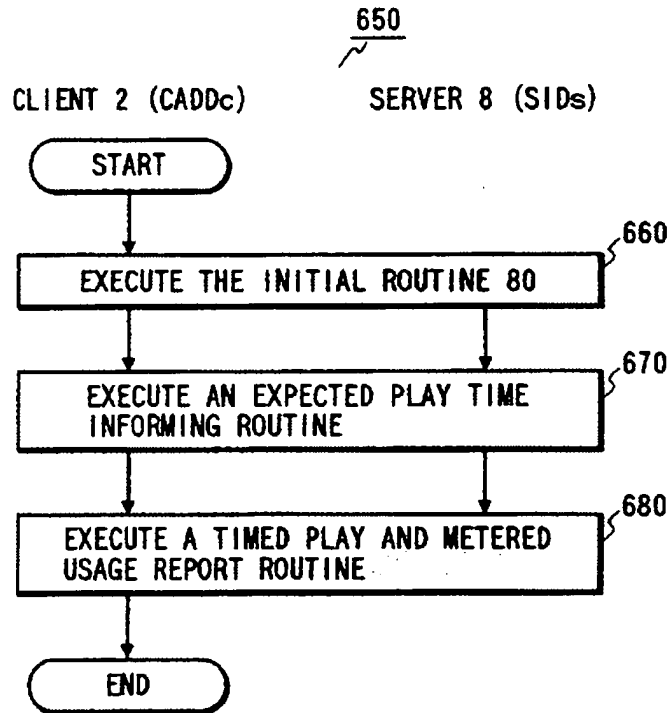 650
CLIENT 2 (CADDc)
SERVER 8 (SIDs)
START
660
EXECUTE THE INITIAL ROUTINE 80
670
EXECUTE AN EXPECTED PLAY TIME
INFORMING ROUTINE
680
EXECUTE A TIMED PLAY AND METERED
USAGE REPORT ROUTINE
END